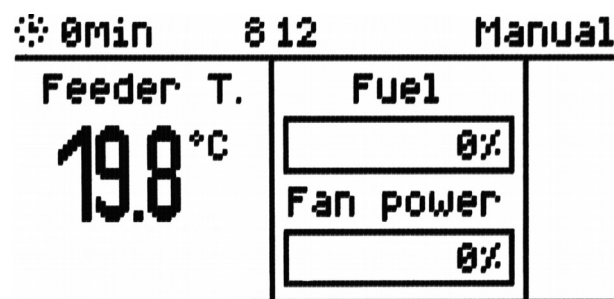 0min 8 12 Manual
Feeder T.
19.8 °C
Fuel
0%
Fan power
0%